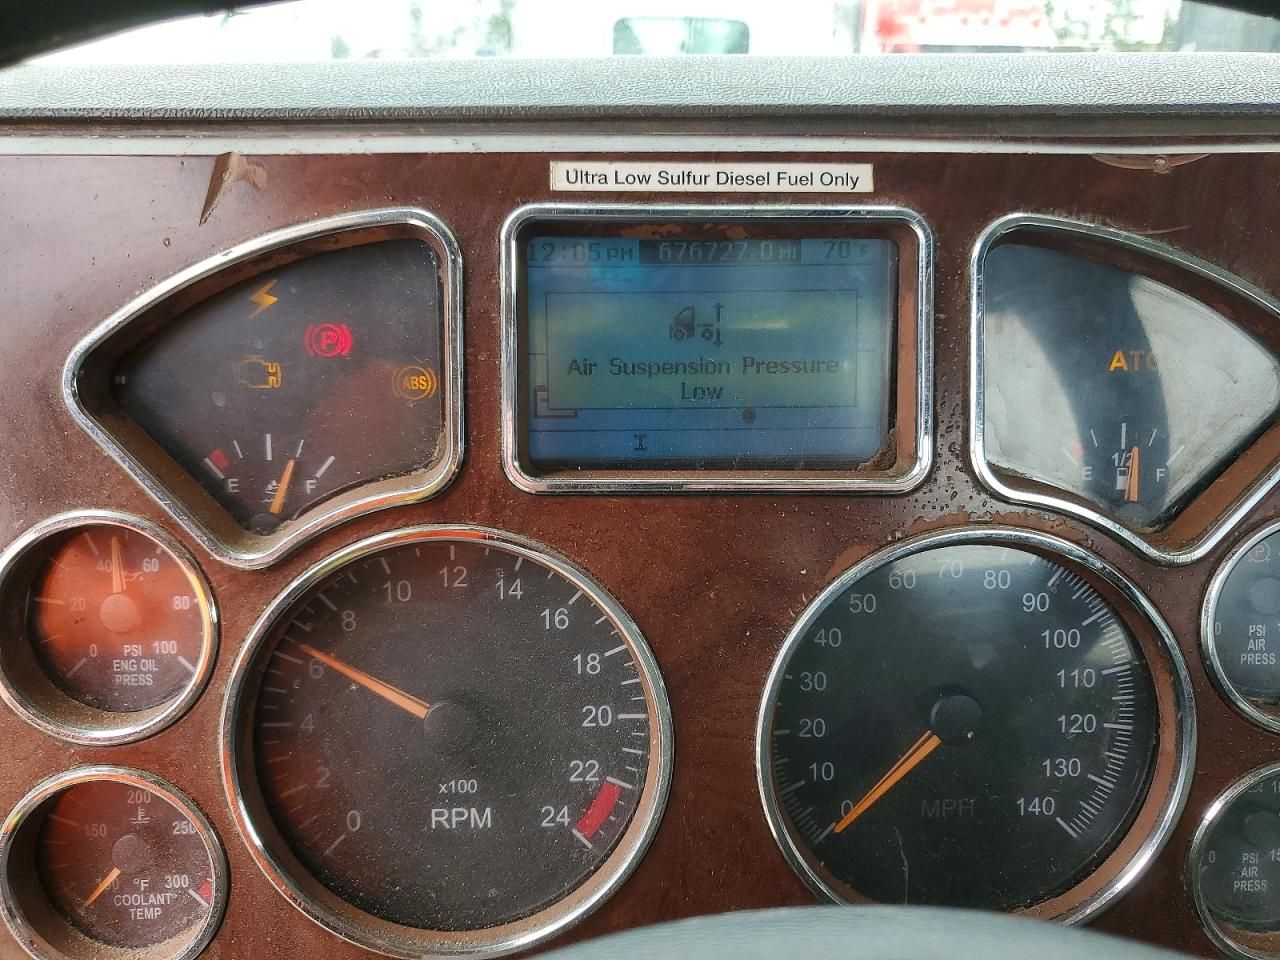 Ultra Low Sulfur Diesel Fuel Only
12:05 PM 676727.0 MI 70°F
Air Suspension Pressure
Low
P
ABS
E F
ATC
E 1/2 F
0 20 40 60 80 100
PSI
ENG OIL
PRESS
150 200 250 300
°F
COOLANT
TEMP
0 2 4 6 8 10 12 14 16 18 20 22 24
x100
RPM
0 10 20 30 40 50 60 70 80 90 100 110 120 130 140
MPH
P
0
PSI
AIR
PRESS
0
PSI
AIR
PRESS